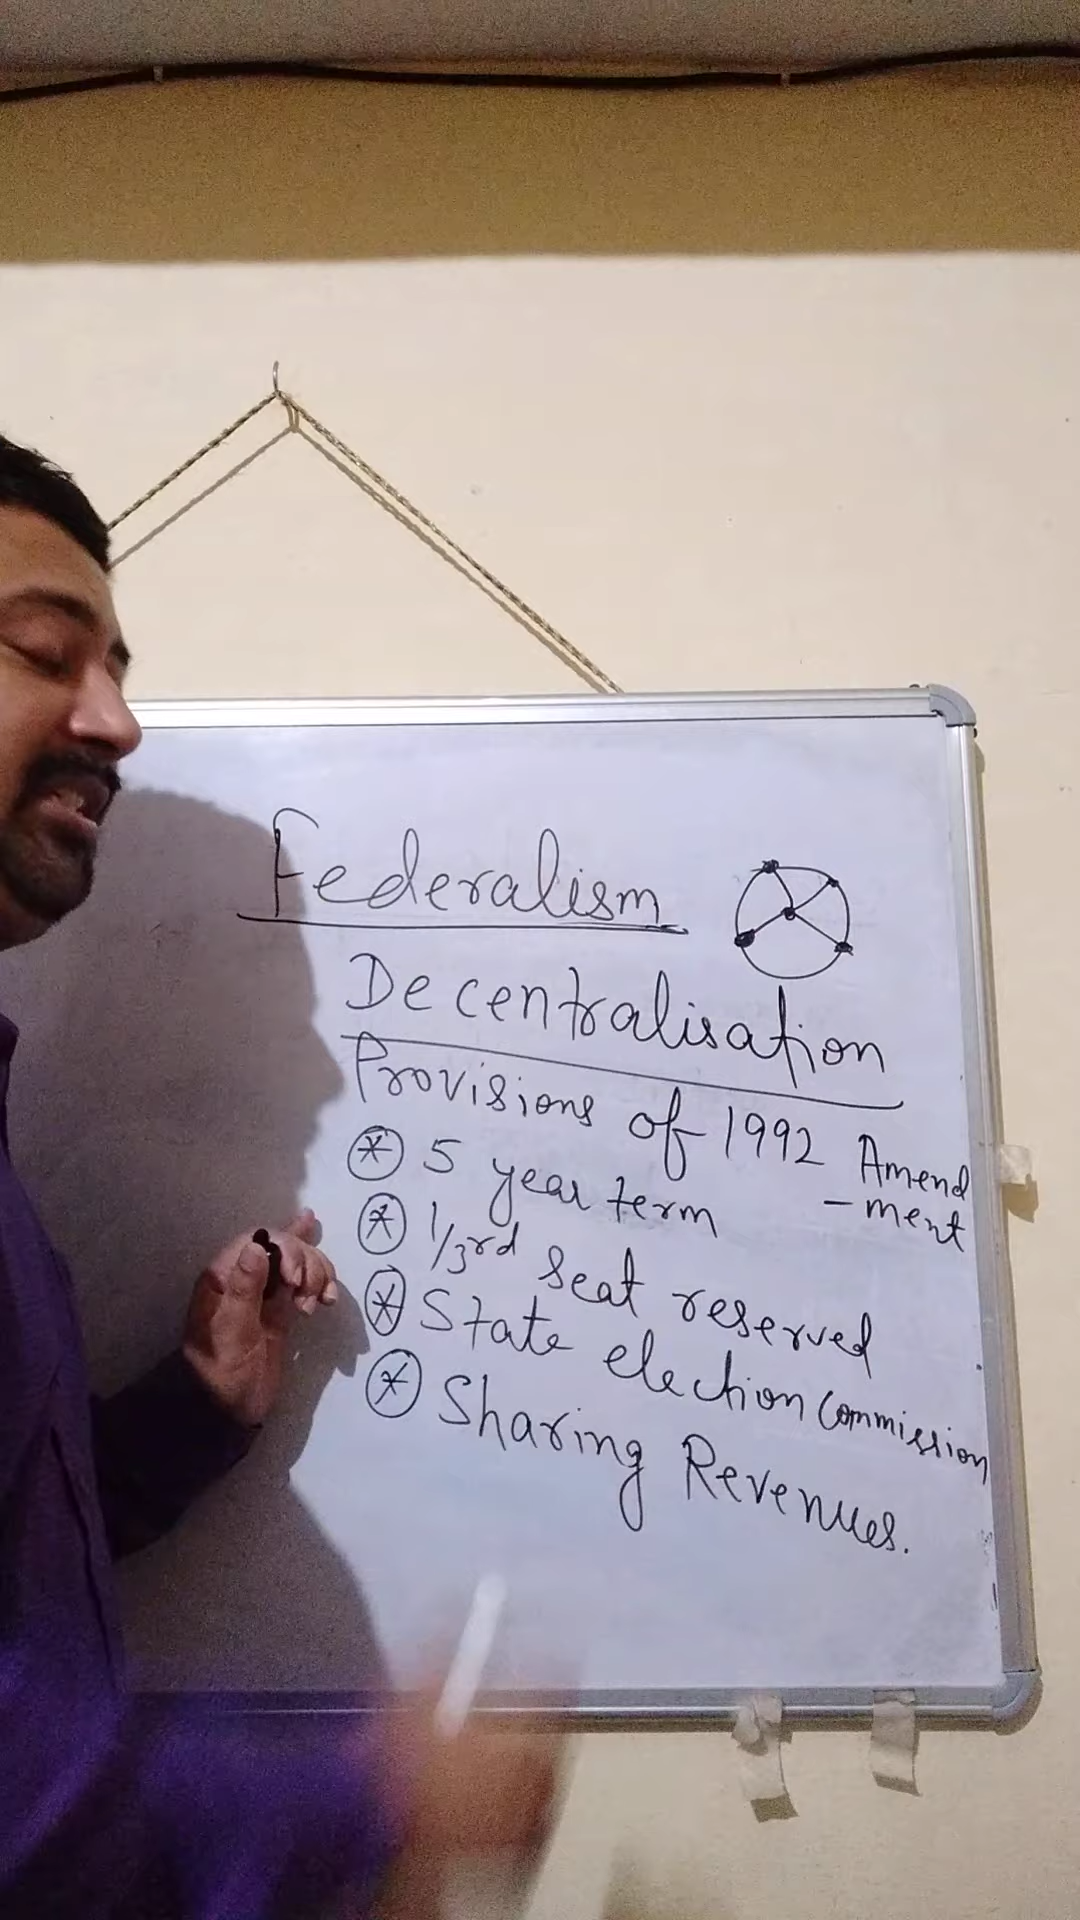 Federalism
Decentralisation
Provisions of 1992 Amend
-ment
* 5 year term
* 1/3rd seat reserved
* State election Commission
* Sharing Revenues.